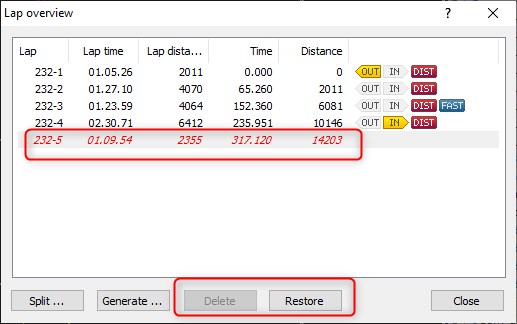 Lap overview ? ×
Lap Lap time Lap dista... Time Distance
232-1 01.05.26 2011 0.000 0 OUT IN DIST
232-2 01.27.10 4070 65.260 2011 OUT IN DIST
232-3 01.23.59 4064 152.360 6081 OUT IN DIST FAST
232-4 02.30.71 6412 235.951 10146 OUT IN DIST
232-5 01.09.54 2355 317.120 14203
Split ... Generate ... Delete Restore Close